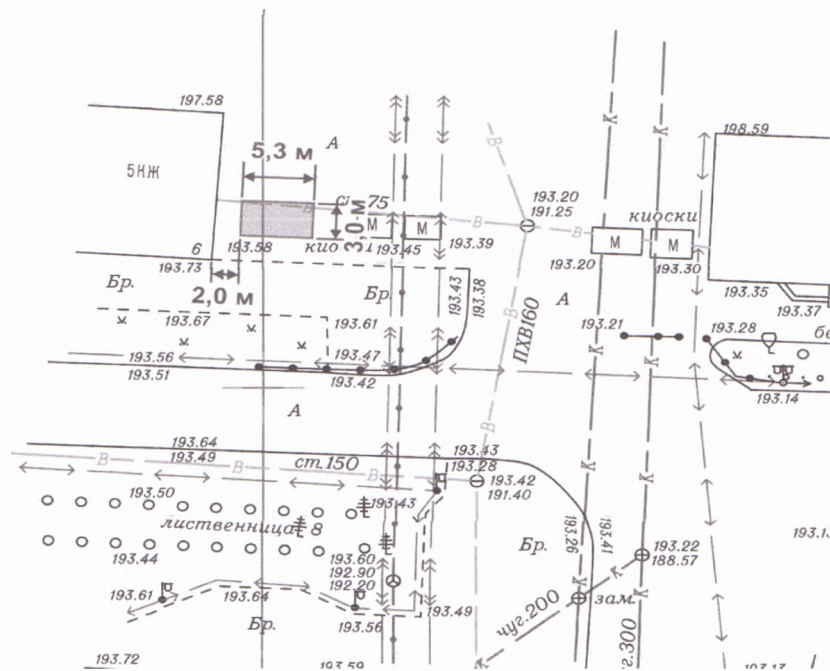 197.58
198.59
А
5,3 м
5КЖ
В
ст.75
3,0 м
М
М
193.20
191.25
киоски
В
В
М
М
К
К
6
193.58
193.45
193.39
193.20
193.30
193.73
Бр.
2,0 м
Бр.
193.43
193.38
А
193.35
193.37
193.67
193.61
ПХВ160
193.21
193.28
193.56
193.47
193.51
193.42
В
К
К
193.14
А
193.64
193.49
В
В
В
ст.150
В
193.43
193.28
193.42
191.40
К
К
193.50
193.43
лиственница 8
193.26
193.41
Бр.
193.44
193.60
192.90
192.20
193.22
188.57
К
К
193.61
193.64
193.56
193.49
зам.
Бр.
чуг.200
К
193.72
193.59